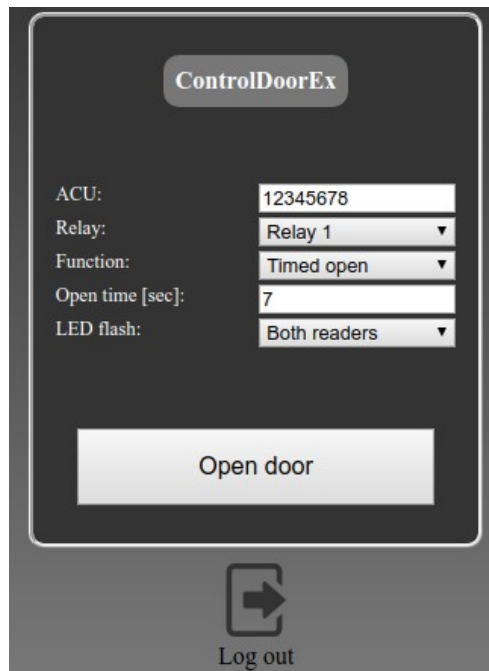 ControlDoorEx
ACU: 12345678
Relay: Relay 1
Function: Timed open
Open time [sec]: 7
LED flash: Both readers
Open door
Log out